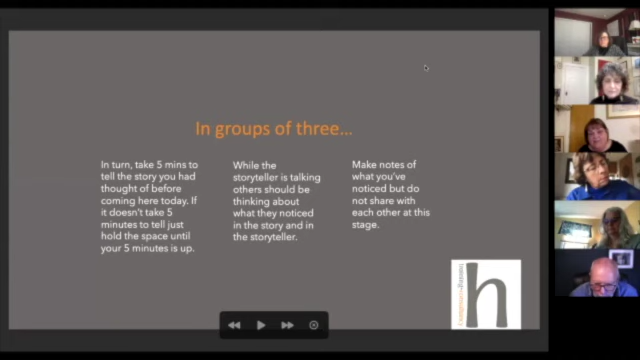 In groups of three...
In turn, take 5 mins to
tell the story you had
thought of before
coming here today. If
it doesn't take 5
minutes to tell just
hold the space until
your 5 minutes is up.
While the
storyteller is talking
others should be
thinking about
what they noticed
in the story and in
the storyteller.
Make notes of
what you've
noticed but do
not share with
each other at this
stage.
h